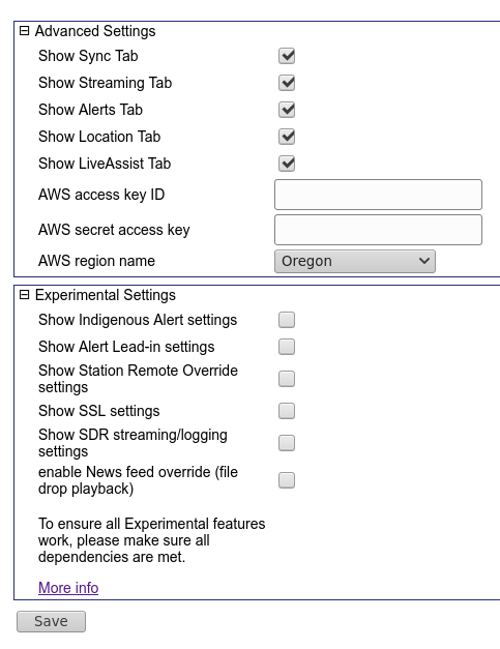 Advanced Settings
Show Sync Tab
Show Streaming Tab
Show Alerts Tab
Show Location Tab
Show LiveAssist Tab
AWS access key ID
AWS secret access key
AWS region name
Oregon
Experimental Settings
Show Indigenous Alert settings
Show Alert Lead-in settings
Show Station Remote Override
settings
Show SSL settings
Show SDR streaming/logging
settings
enable News feed override (file
drop playback)
To ensure all Experimental features
work, please make sure all
dependencies are met.
More info
Save